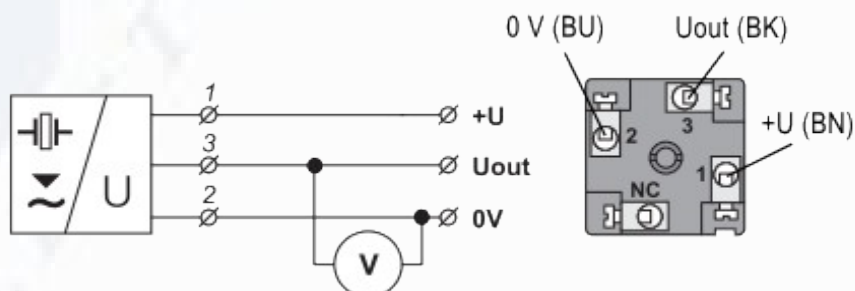 0 V (BU)
Uout (BK)
1
+U
+U (BN)
3
Uout
2
3
1
U
2
0V
NC
V